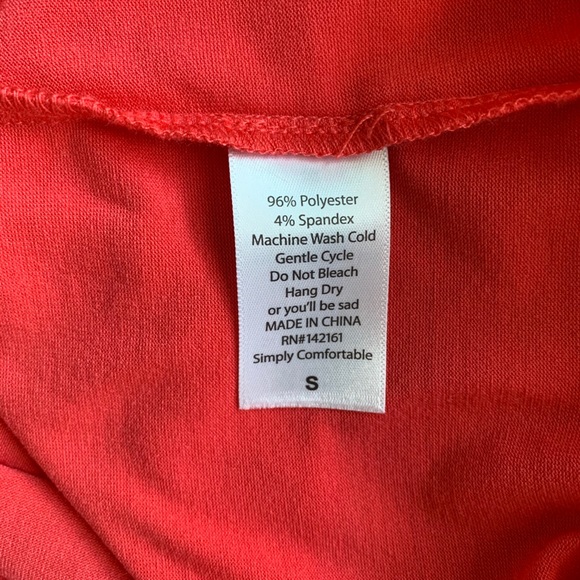 96% Polyester
4% Spandex
Machine Wash Cold
Gentle Cycle
Do Not Bleach
Hang Dry
or you'll be sad
MADE IN CHINA
RN#142161
Simply Comfortable
S